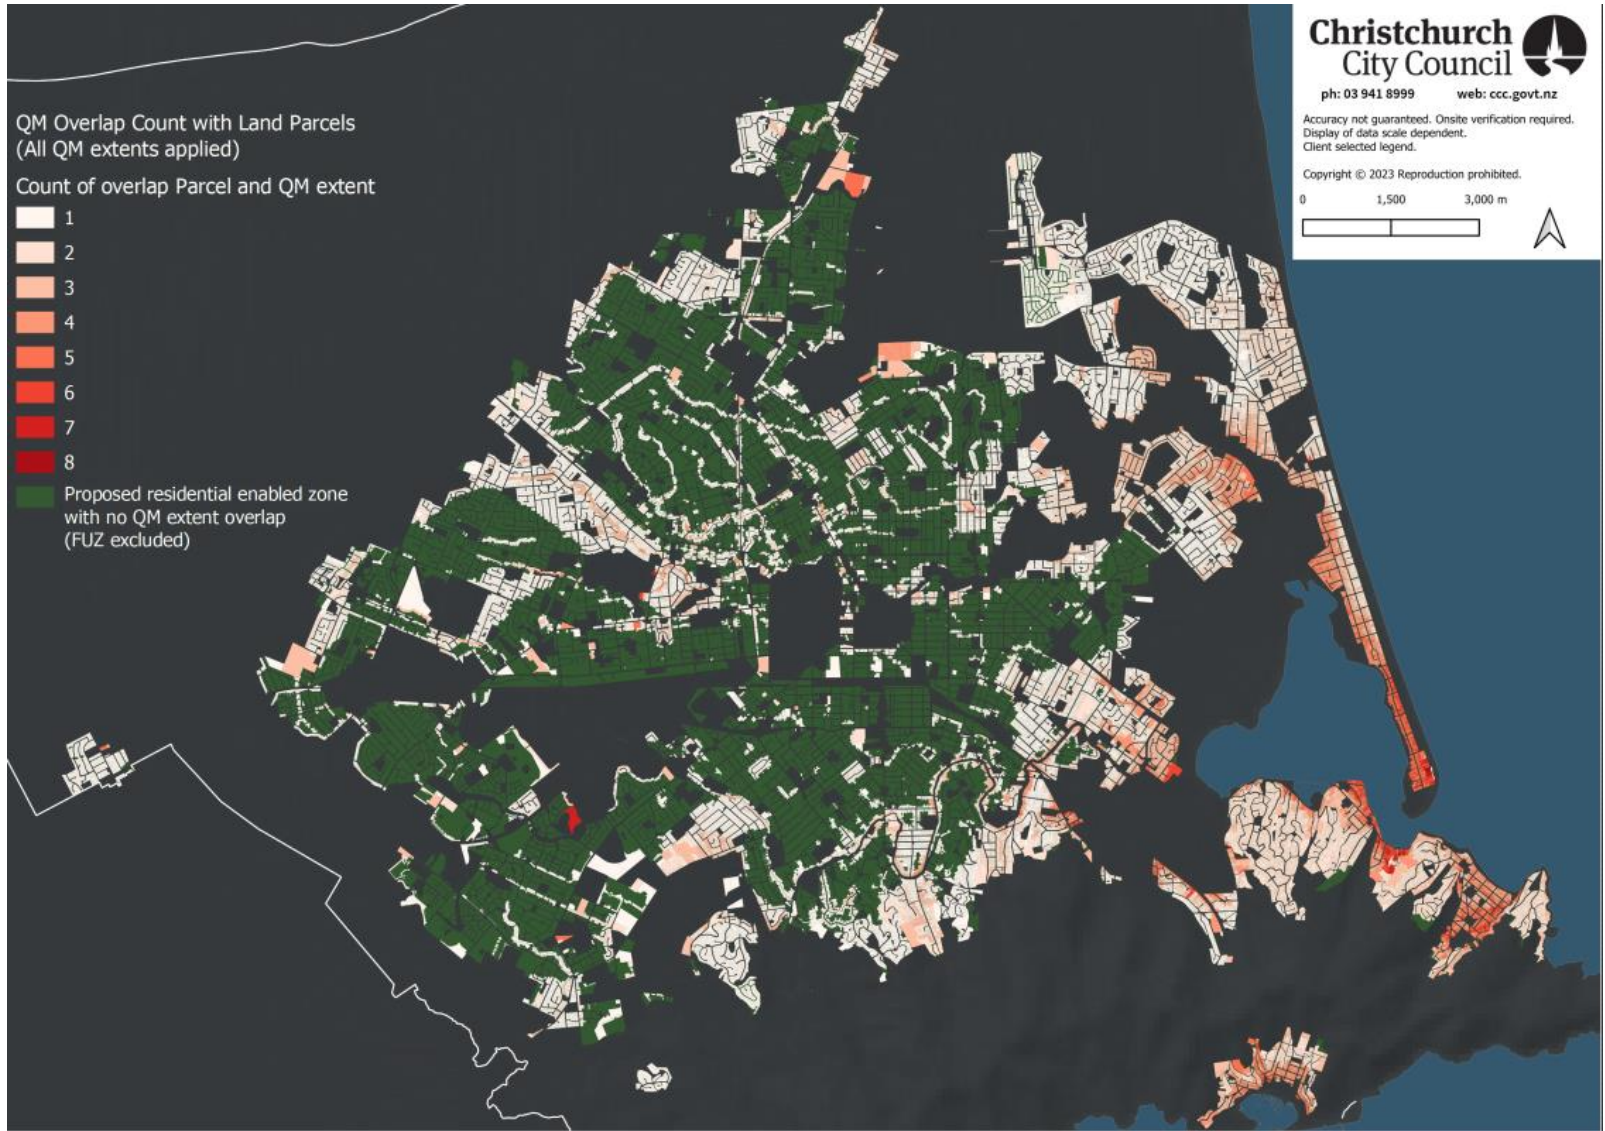 Christchurch
City Council
ph: 03 941 8999 web: ccc.govt.nz
Accuracy not guaranteed. Onsite verification required.
Display of data scale dependent.
Client selected legend.
Copyright © 2023 Reproduction prohibited.
0 1,500 3,000 m
QM Overlap Count with Land Parcels
(All QM extents applied)
Count of overlap Parcel and QM extent
1
2
3
4
5
6
7
8
Proposed residential enabled zone
with no QM extent overlap
(FUZ excluded)